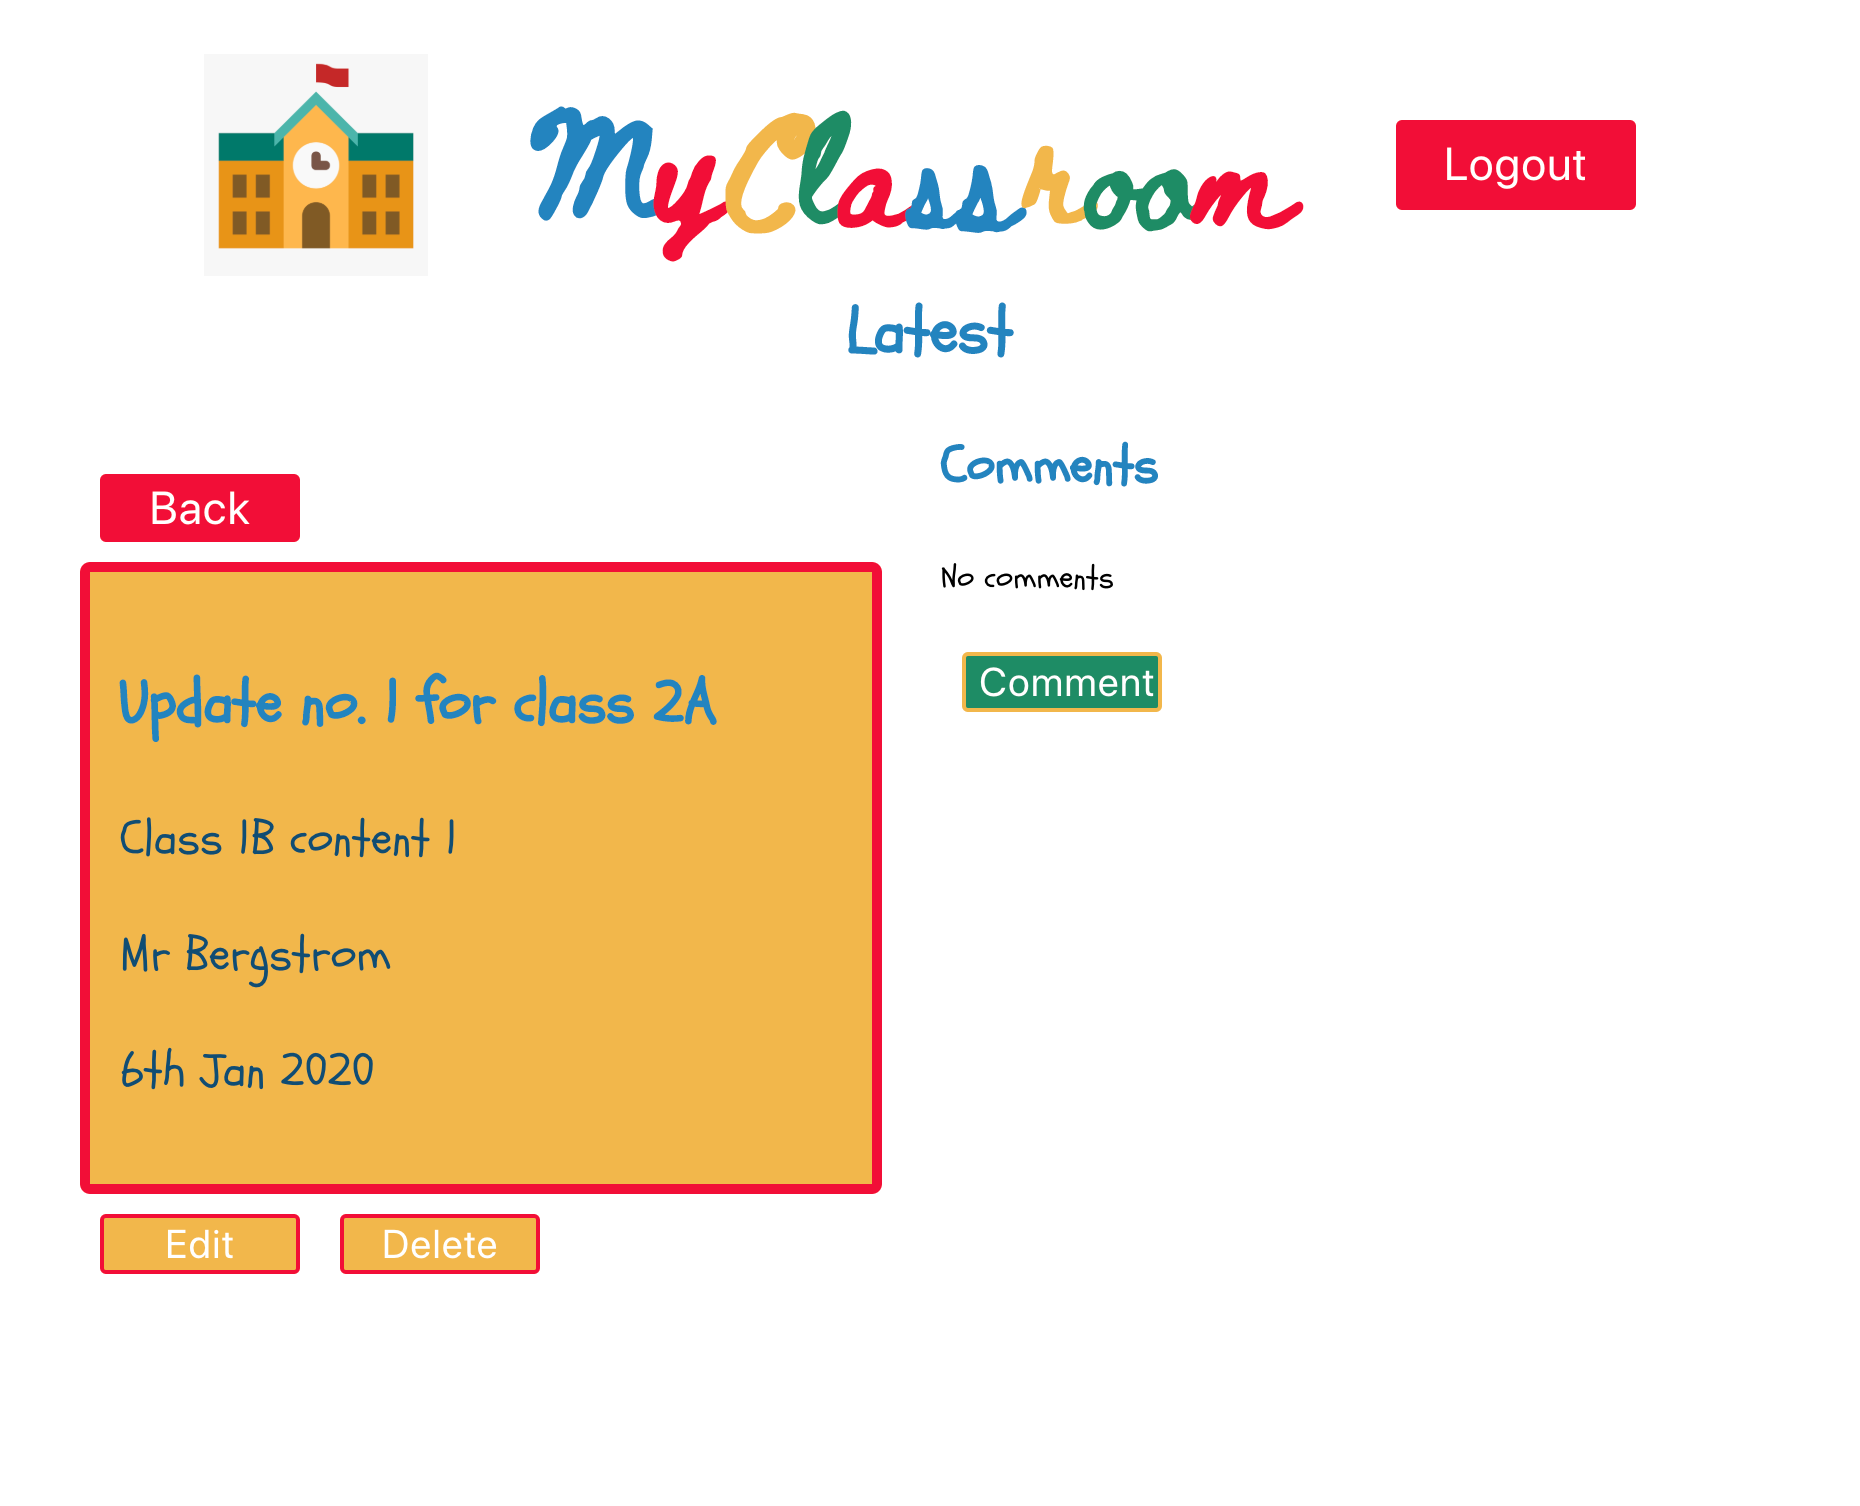 MyClassroom
Logout
Latest
Back
Update no. 1 for class 2A
Class 1B content 1
Mr Bergstrom
6th Jan 2020
Edit
Delete
Comments
No comments
Comment